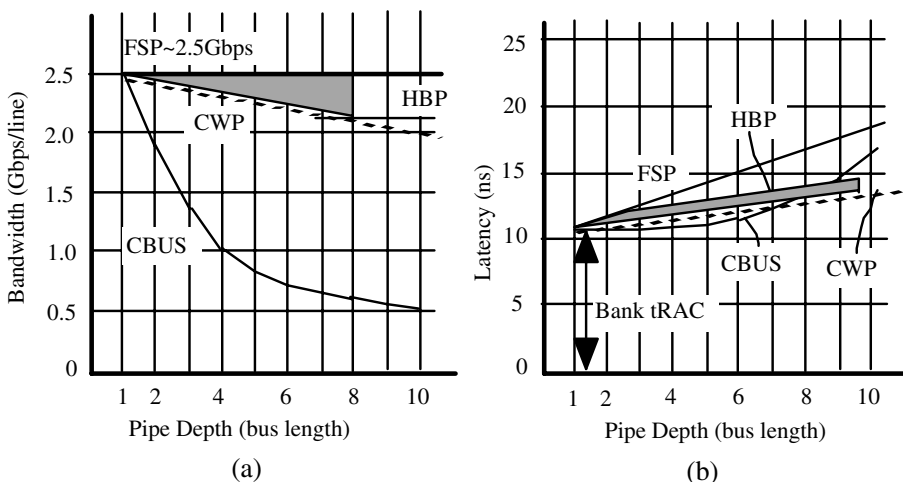 FSP~2.5Gbps
2.5
2.0
1.5
1.0
0.5
0
HBP
CWP
CBUS
Bandwidth (Gbps/line)
1 2 4 6 8 10
Pipe Depth (bus length)
(a)
25
20
15
10
5
0
HBP
FSP
CBUS
CWP
Bank tRAC
Latency (ns)
1 2 4 6 8 10
Pipe Depth (bus length)
(b)